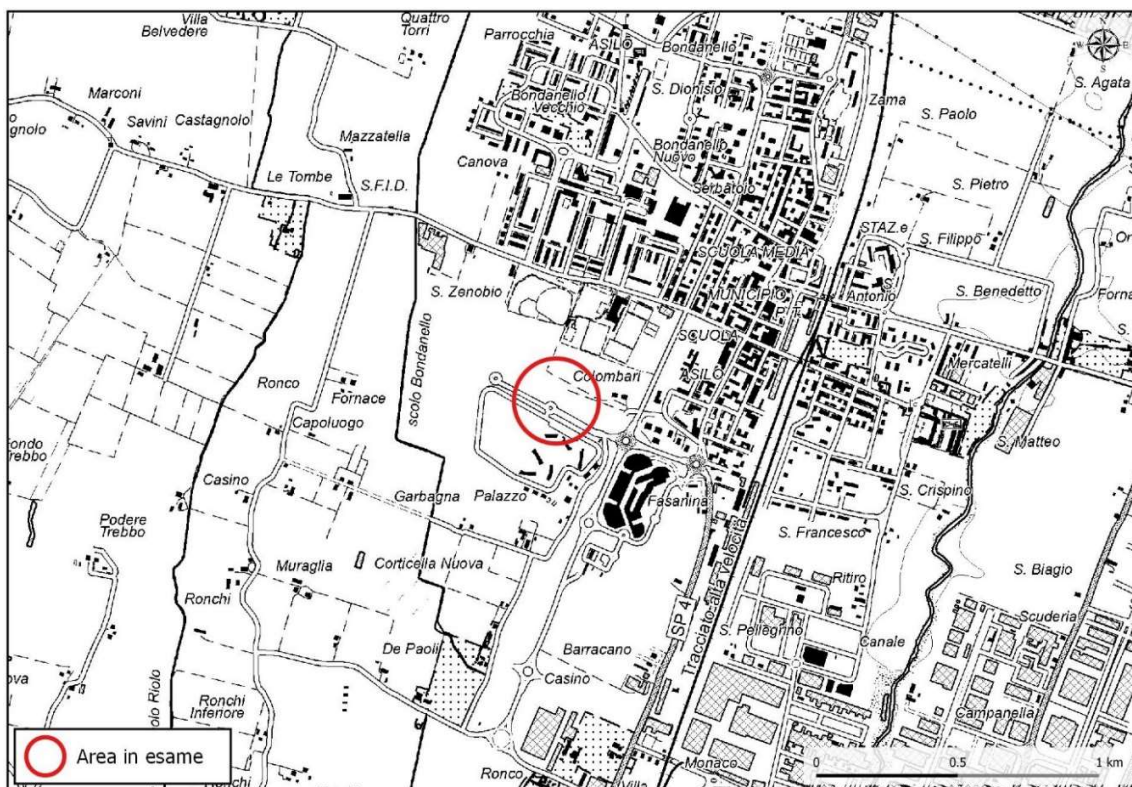 Villa
Belvedere
Quattro
Torri
Parrocchia
ASILO
Bondanello
S. Dionisio
S. Agata
Marconi
Savini
Castagnolo
Mazzatella
Bondanello
Vecchio
Zama
S. Paolo
Canova
Bondanello
Nuovo
Le Tombe
S.F.I.D.
Serbatoio
S. Pietro
STAZ.e
S. Filippo
SCUOLA MEDIA
S. Zenobio
MUNICIPIO
S.
Antonio
S. Benedetto
P.T.
scolo Bondanello
SCUOLA
Mercatelli
Ronco
Fornace
Colombari
ASILO
Capoluogo
S. Matteo
Casino
Garbagna
Palazzo
Fasanina
S. Crispino
Podere
Trebbo
S. Francesco
Muraglia
Corticella Nuova
Tracciato alta Velocità
Ritiro
S. Biagio
Ronchi
SP 4
Scuderia
S. Pellegrino
Canale
De Paoli
Barracano
Casino
Ronchi
Inferiore
Campanella
Area in esame
Ronco
Villa
Monaco
0 0.5 1 km